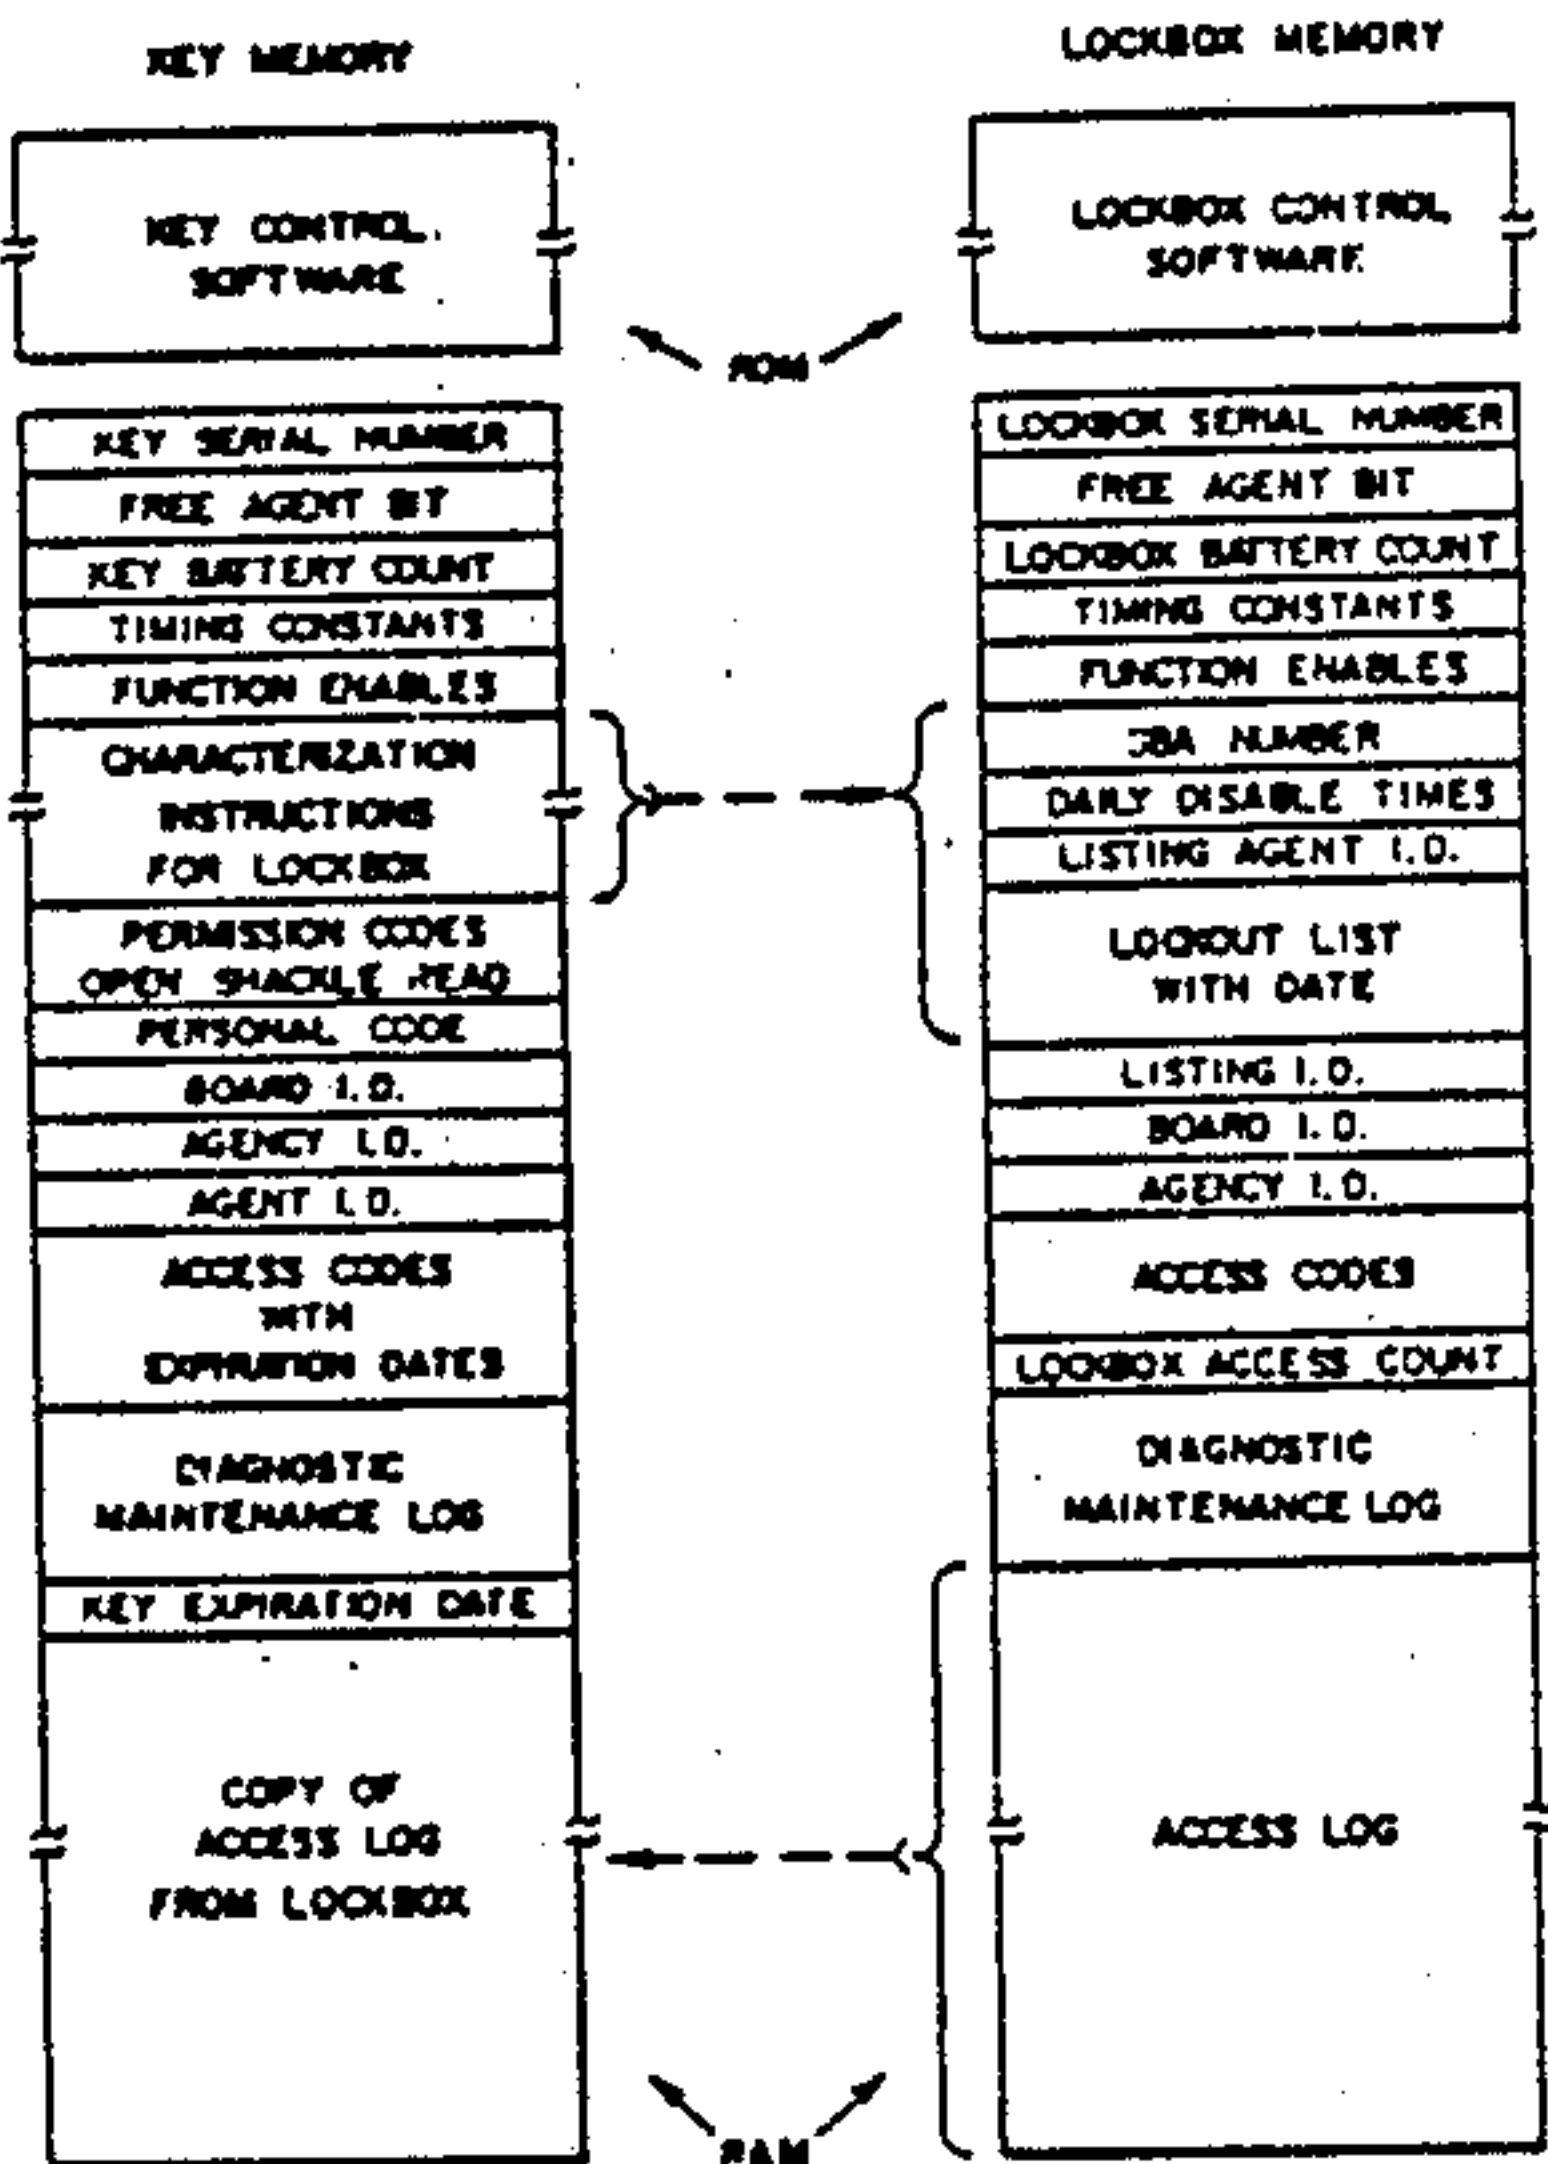 KEY MEMORY
KEY CONTROL
SOFTWARE
KEY SERIAL NUMBER
FREE AGENT BIT
KEY BATTERY COUNT
TIMING CONSTANTS
FUNCTION ENABLES
CHARACTERIZATION
INSTRUCTIONS
FOR LOCKBOX
PERMISSION CODES
OPEN SHACKLE READ
PERSONAL CODE
BOARD I.D.
AGENCY I.D.
AGENT I.D.
ACCESS CODES
WITH
EXPIRATION DATES
DIAGNOSTIC
MAINTENANCE LOG
KEY EXPIRATION DATE
COPY OF
ACCESS LOG
FROM LOCKBOX
ROM
RAM
LOCKBOX MEMORY
LOCKBOX CONTROL
SOFTWARE
LOCKBOX SERIAL NUMBER
FREE AGENT BIT
LOCKBOX BATTERY COUNT
TIMING CONSTANTS
FUNCTION ENABLES
NUMBER
DAILY DISABLE TIMES
LISTING AGENT I.D.
LOCKOUT LIST
WITH DATE
LISTING I.D.
BOARD I.D.
AGENCY I.D.
ACCESS CODES
LOCKBOX ACCESS COUNT
DIAGNOSTIC
MAINTENANCE LOG
ACCESS LOG